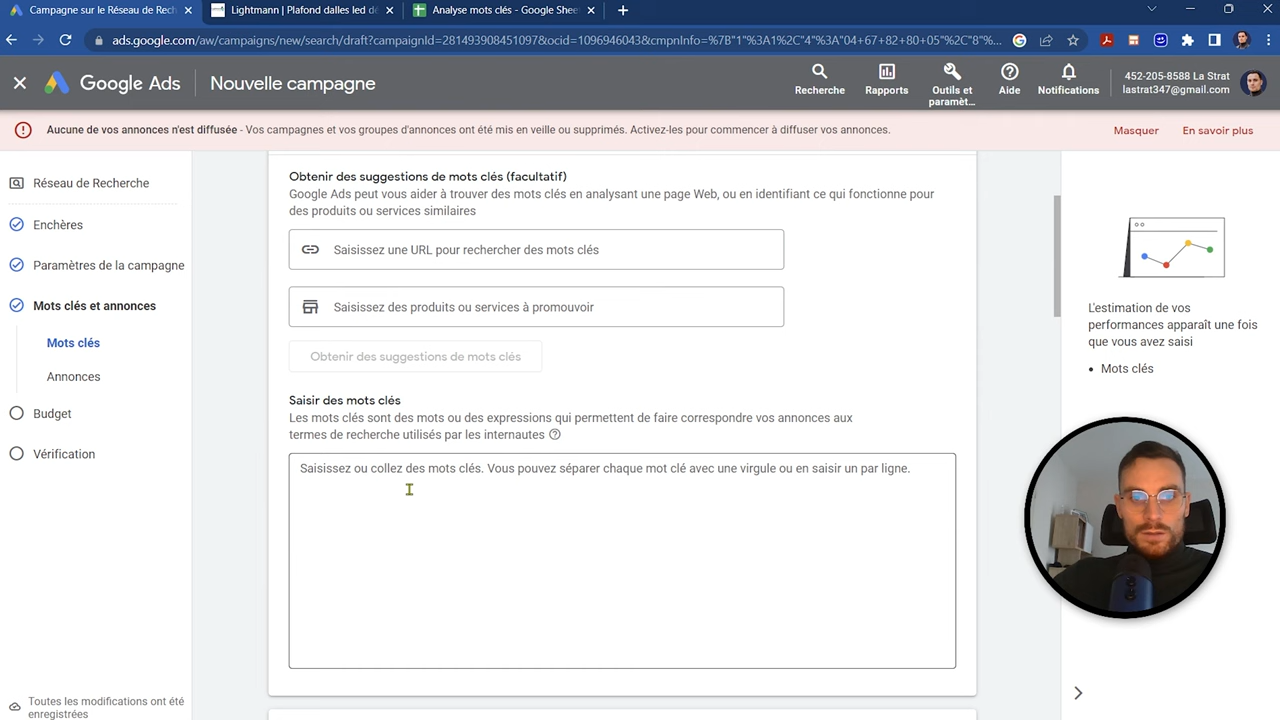 Campagne sur le Réseau de Rech
Lightmann | Plafond dalles led dé
Analyse mots clés - Google Shee
ads.google.com/aw/campaigns/new/search/draft?campaignId=281493908451097&ocid=1096946043&cmpnInfo=%7B"1"%3A1%2C"4"%3A"04+67+82+80+05"%2C"8"%...
Google Ads
Nouvelle campagne
Recherche
Rapports
Outils et
paramèt...
Aide
Notifications
452-205-8588 La Strat
lastrat347@gmail.com
Aucune de vos annonces n'est diffusée - Vos campagnes et vos groupes d'annonces ont été mis en veille ou supprimés. Activez-les pour commencer à diffuser vos annonces.
Masquer
En savoir plus
Réseau de Recherche
Enchères
Paramètres de la campagne
Mots clés et annonces
Mots clés
Annonces
Budget
Vérification
Toutes les modifications ont été
enregistrées
Obtenir des suggestions de mots clés (facultatif)
Google Ads peut vous aider à trouver des mots clés en analysant une page Web, ou en identifiant ce qui fonctionne pour
des produits ou services similaires
Saisissez une URL pour rechercher des mots clés
Saisissez des produits ou services à promouvoir
Obtenir des suggestions de mots clés
Saisir des mots clés
Les mots clés sont des mots ou des expressions qui permettent de faire correspondre vos annonces aux
termes de recherche utilisés par les internautes
Saisissez ou collez des mots clés. Vous pouvez séparer chaque mot clé avec une virgule ou en saisir un par ligne.
L'estimation de vos
performances apparaît une fois
que vous avez saisi
• Mots clés